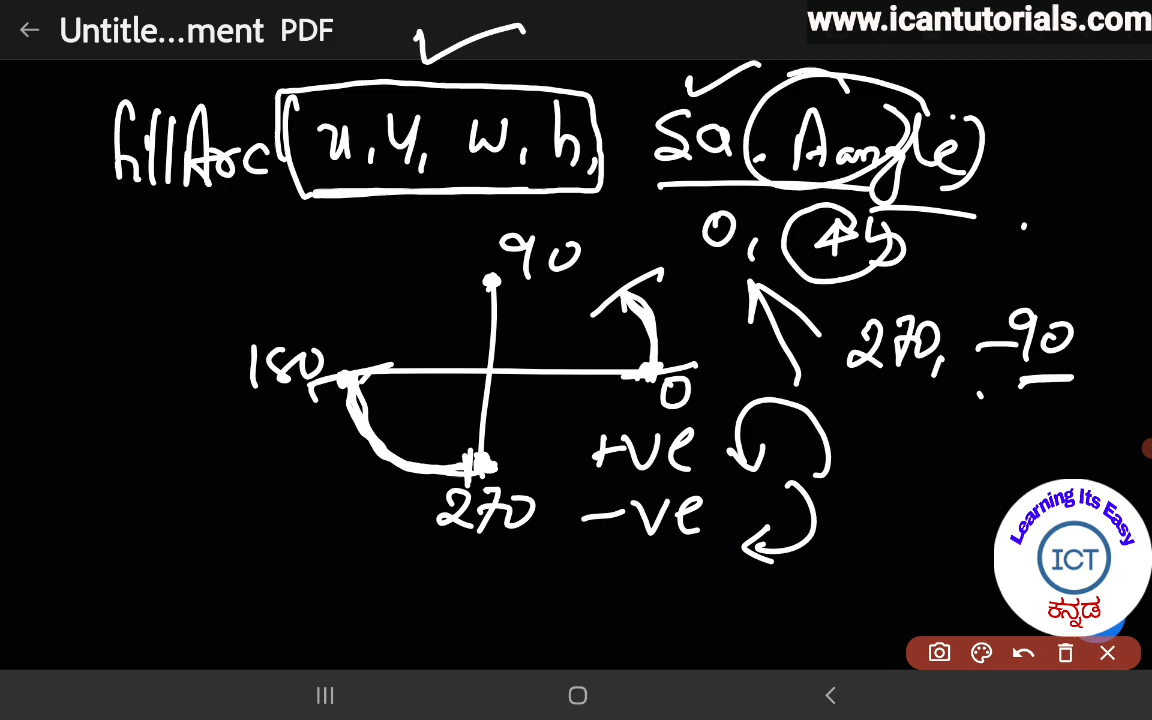 www.icantutorials.com
Untitle...ment PDF
fillArc( x, y, w, h, Sa, Aangle)
0, 45
90
270, -90
180
0
+ve
270 -ve
Learning Its Easy
ICT
ಕನ್ನಡ